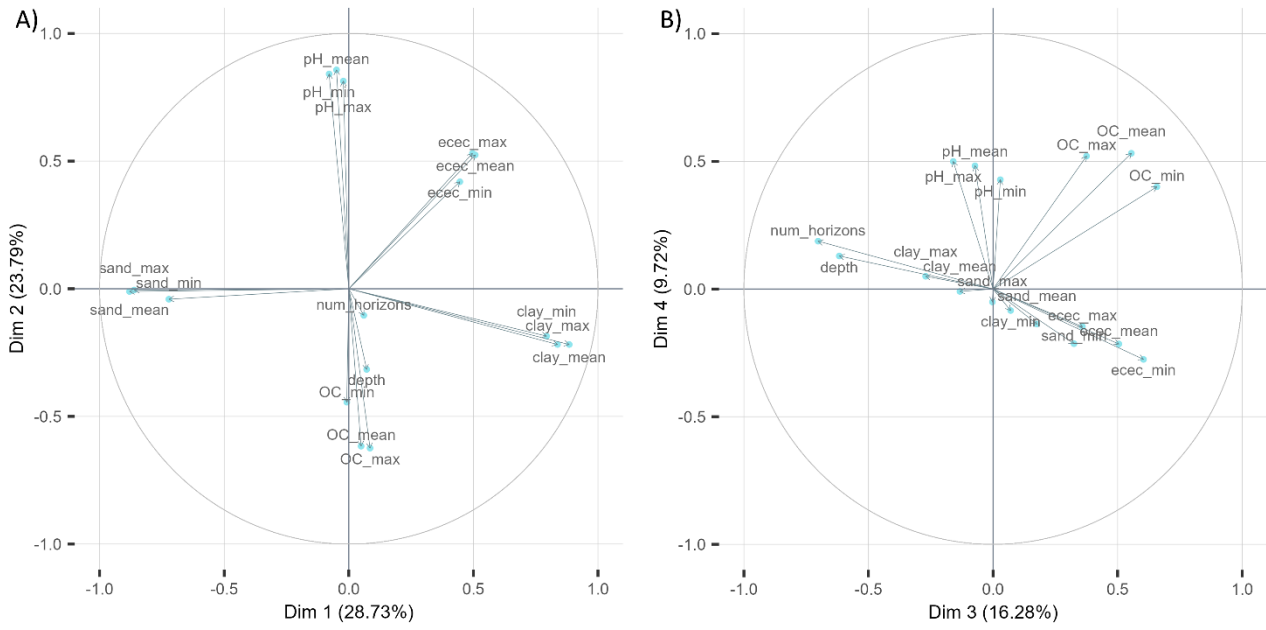 A)
1.0
0.5
0.0
-0.5
-1.0
Dim 2 (23.79%)
pH_mean
pH_min
pH_max
ecec_max
ecec_mean
ecec_min
sand_max
sand_min
sand_mean
num_horizons
clay_min
clay_max
clay_mean
depth
OC_min
OC_mean
OC_max
-1.0 -0.5 0.0 0.5 1.0
Dim 1 (28.73%)
B)
1.0
0.5
0.0
-0.5
-1.0
Dim 4 (9.72%)
OC_mean
OC_max
pH_mean
pH_max
OC_min
pH_min
num_horizons
clay_max
depth
clay_mean
sand_max
sand_mean
ecec_max
clay_min
ecec_mean
sand_min
ecec_min
-1.0 -0.5 0.0 0.5 1.0
Dim 3 (16.28%)